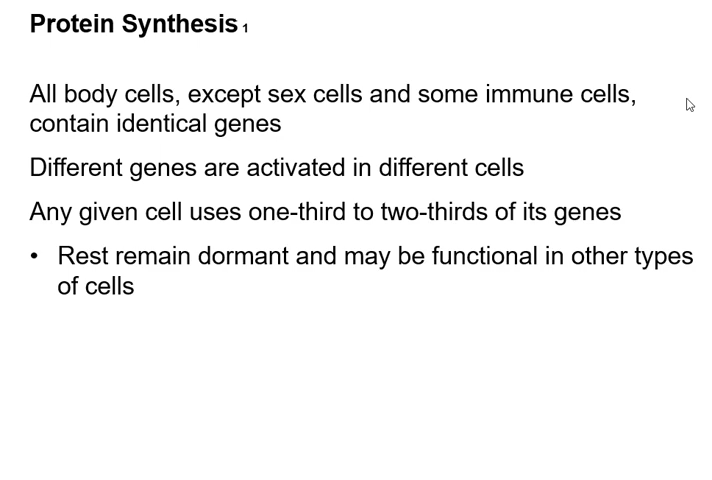 Protein Synthesis 1
All body cells, except sex cells and some immune cells,
contain identical genes
Different genes are activated in different cells
Any given cell uses one-third to two-thirds of its genes
• Rest remain dormant and may be functional in other types
of cells